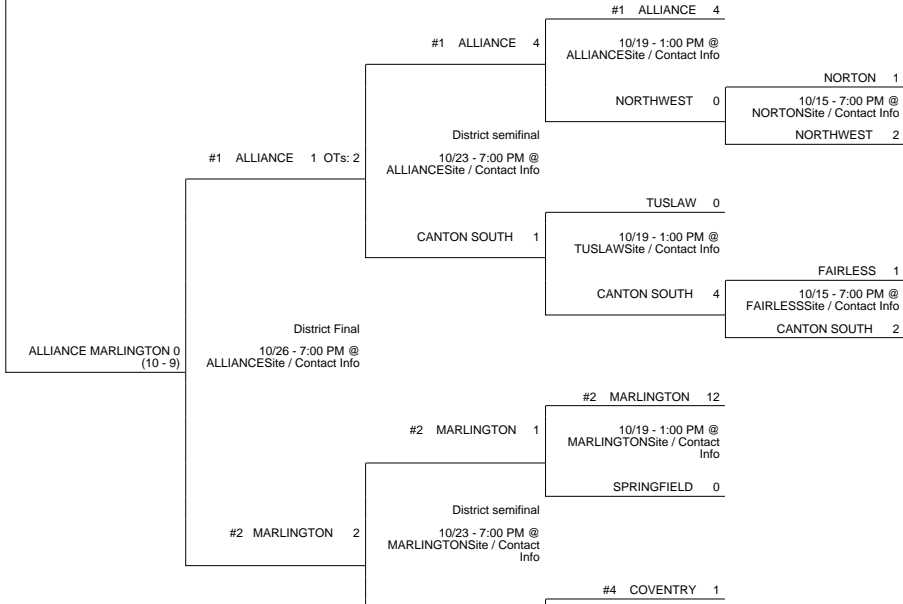 #1 ALLIANCE 4
#1 ALLIANCE 4
10/19 - 1:00 PM @
ALLIANCESite / Contact Info
NORTON 1
NORTHWEST 0
10/15 - 7:00 PM @
NORTONSite / Contact Info
NORTHWEST 2
District semifinal
#1 ALLIANCE 1 OTs: 2
10/23 - 7:00 PM @
ALLIANCESite / Contact Info
TUSLAW 0
CANTON SOUTH 1
10/19 - 1:00 PM @
TUSLAWSite / Contact Info
FAIRLESS 1
CANTON SOUTH 4
10/15 - 7:00 PM @
FAIRLESSSite / Contact Info
CANTON SOUTH 2
District Final
ALLIANCE MARLINGTON 0
(10 - 9)
10/26 - 7:00 PM @
ALLIANCESite / Contact Info
#2 MARLINGTON 12
#2 MARLINGTON 1
10/19 - 1:00 PM @
MARLINGTONSite / Contact
Info
SPRINGFIELD 0
District semifinal
#2 MARLINGTON 2
10/23 - 7:00 PM @
MARLINGTONSite / Contact
Info
#4 COVENTRY 1